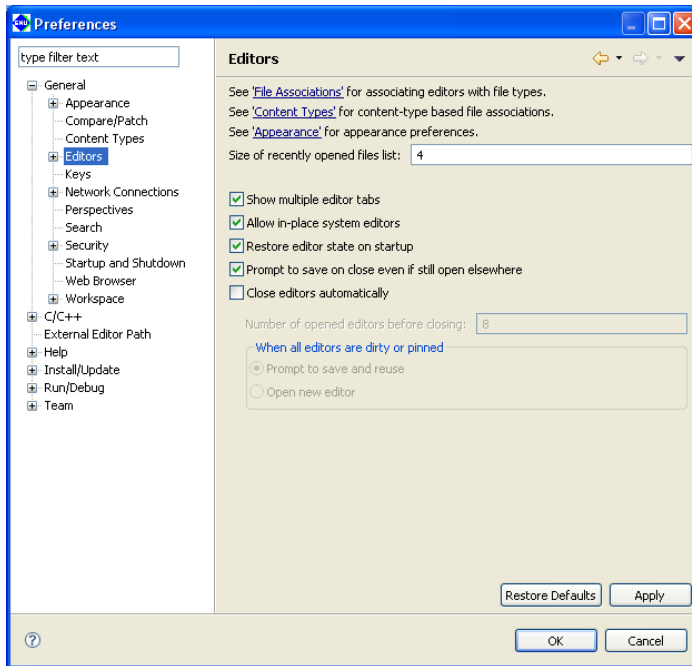 Preferences
type filter text
General
Appearance
Compare/Patch
Content Types
Editors
Keys
Network Connections
Perspectives
Search
Security
Startup and Shutdown
Web Browser
Workspace
C/C++
External Editor Path
Help
Install/Update
Run/Debug
Team
Editors
See 'File Associations' for associating editors with file types.
See 'Content Types' for content-type based file associations.
See 'Appearance' for appearance preferences.
Size of recently opened files list: 4
Show multiple editor tabs
Allow in-place system editors
Restore editor state on startup
Prompt to save on close even if still open elsewhere
Close editors automatically
Number of opened editors before closing: 8
When all editors are dirty or pinned
Prompt to save and reuse
Open new editor
Restore Defaults Apply
OK Cancel